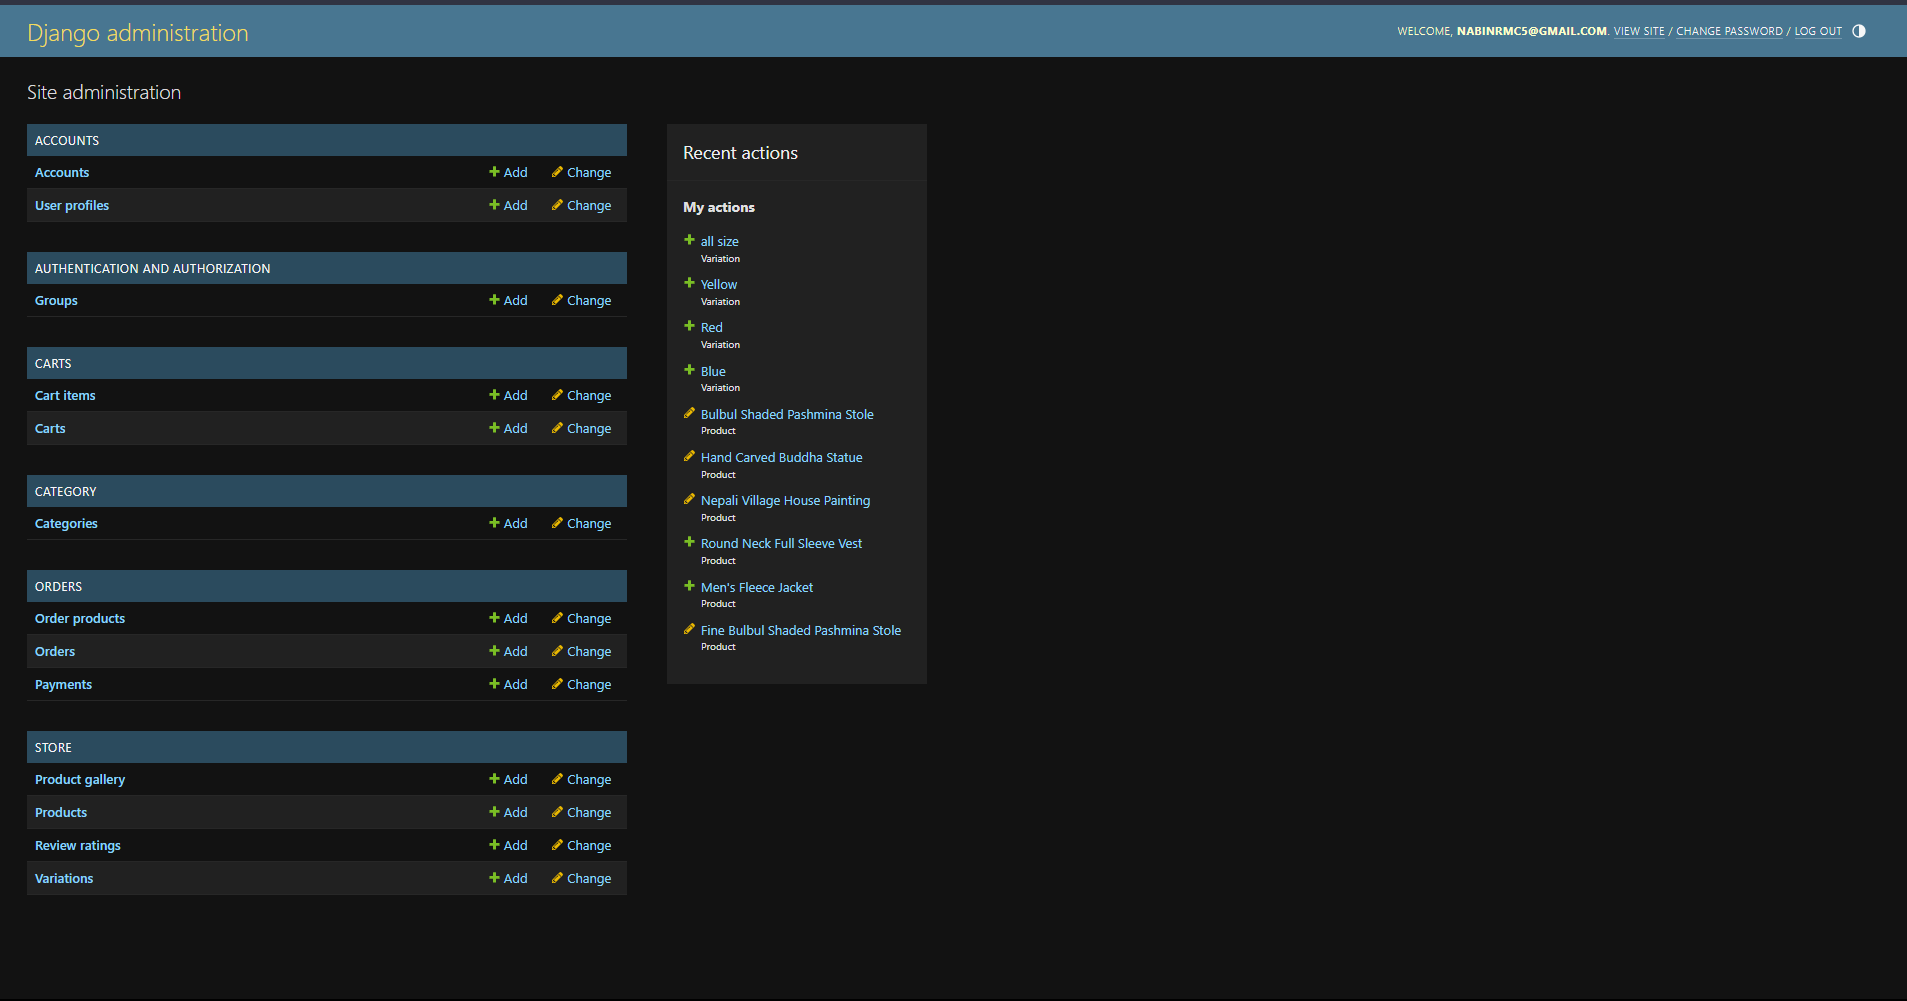 Django administration
WELCOME, NABINRMC5@GMAIL.COM. VIEW SITE / CHANGE PASSWORD / LOG OUT
Site administration
ACCOUNTS
Accounts Add Change
User profiles Add Change
AUTHENTICATION AND AUTHORIZATION
Groups Add Change
CARTS
Cart items Add Change
Carts Add Change
CATEGORY
Categories Add Change
ORDERS
Order products Add Change
Orders Add Change
Payments Add Change
STORE
Product gallery Add Change
Products Add Change
Review ratings Add Change
Variations Add Change
Recent actions
My actions
all size
Variation
Yellow
Variation
Red
Variation
Blue
Variation
Bulbul Shaded Pashmina Stole
Product
Hand Carved Buddha Statue
Product
Nepali Village House Painting
Product
Round Neck Full Sleeve Vest
Product
Men's Fleece Jacket
Product
Fine Bulbul Shaded Pashmina Stole
Product